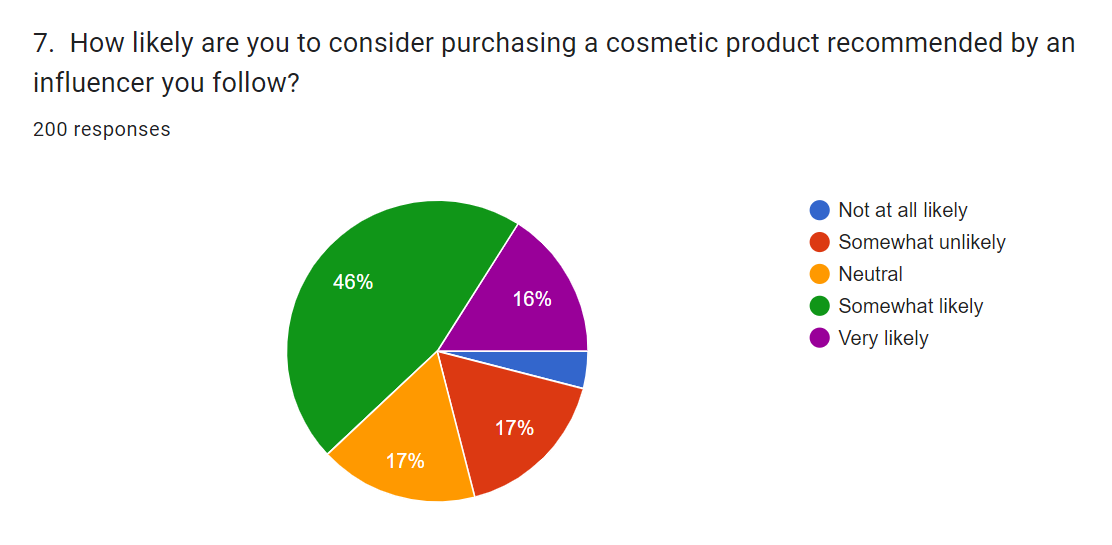 7. How likely are you to consider purchasing a cosmetic product recommended by an
influencer you follow?
200 responses
46%
16%
17%
17%
Not at all likely
Somewhat unlikely
Neutral
Somewhat likely
Very likely